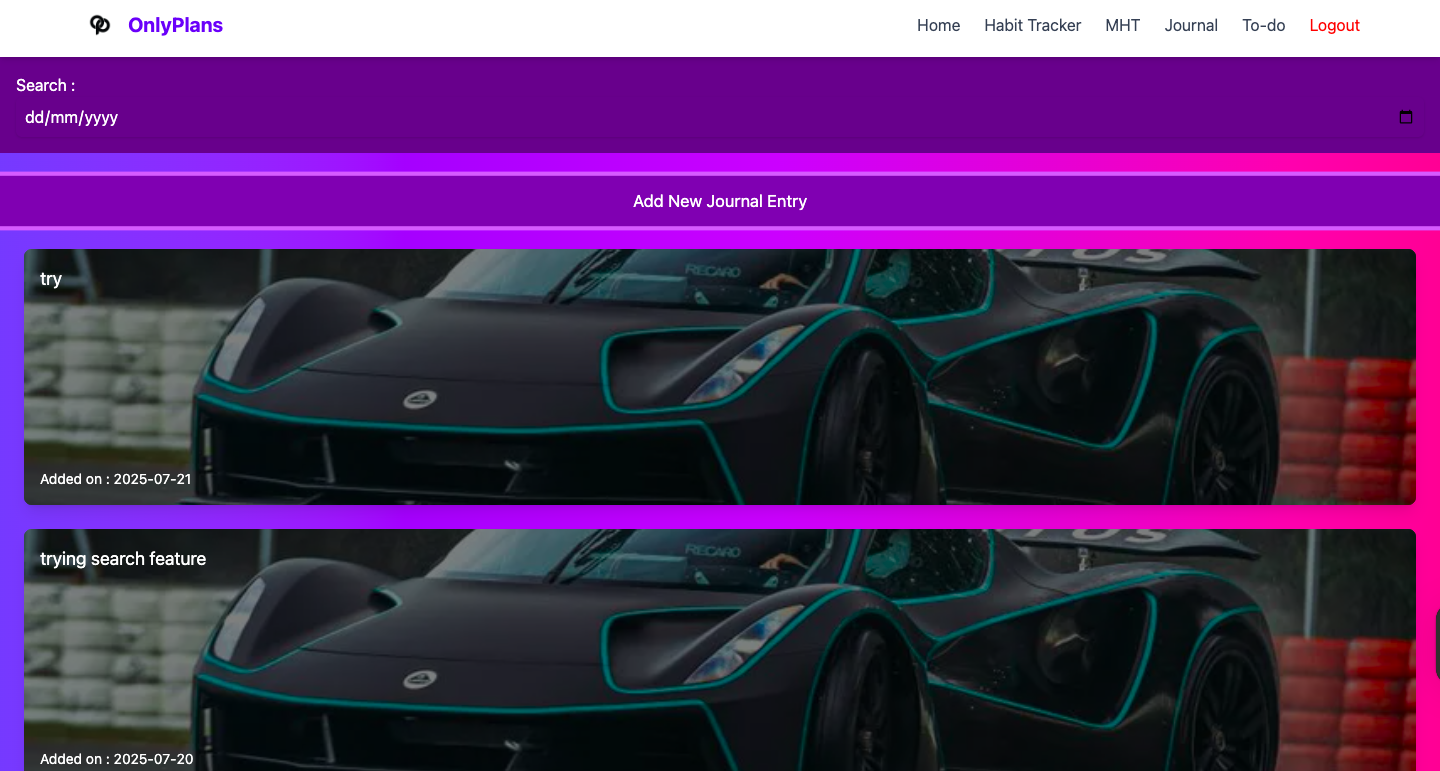 OnlyPlans
Home Habit Tracker MHT Journal To-do Logout
Search :
dd/mm/yyyy
Add New Journal Entry
try
RECARO
Added on : 2025-07-21
trying search feature
RECARO
Added on : 2025-07-20